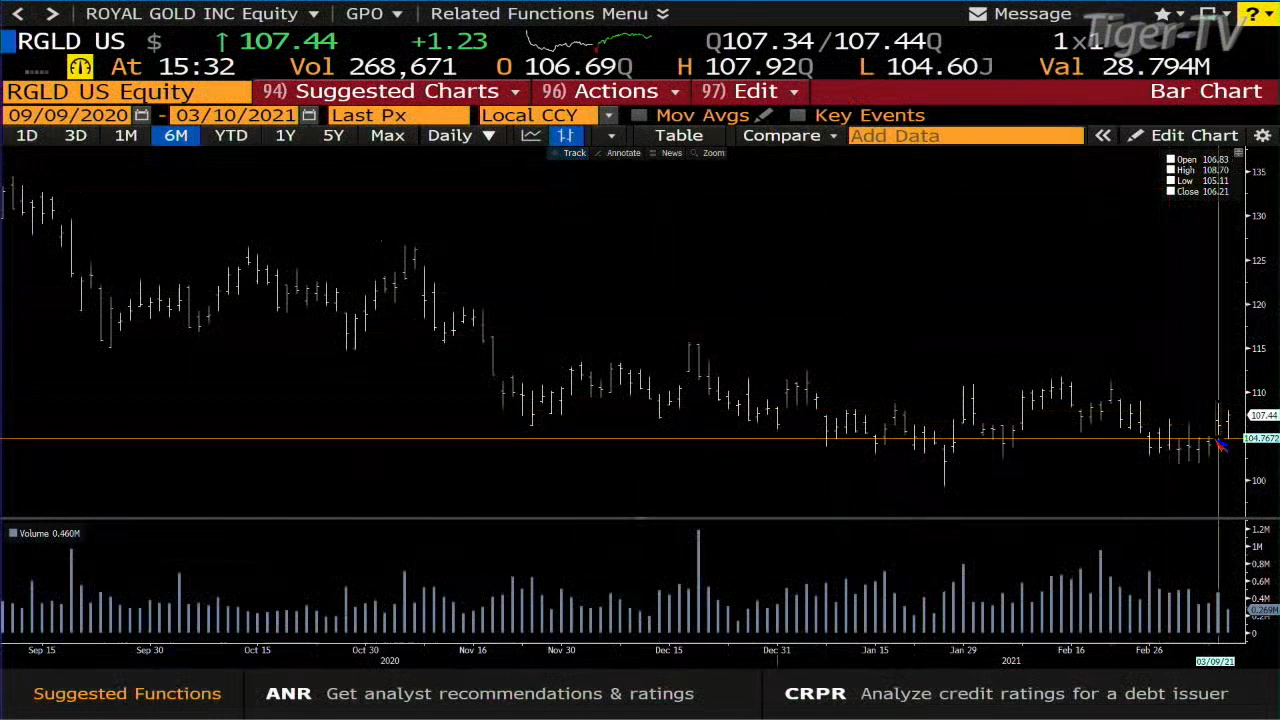 < > ROYAL GOLD INC Equity ▼ GPO ▼ Related Functions Menu Message ?
RGLD US $ ↑ 107.44 +1.23 Q107.34/107.44Q 1x1 Tiger-TV
At 15:32 Vol 268,671 O 106.69Q H 107.92Q L 104.60J Val 28.794M
RGLD US Equity 94) Suggested Charts 96) Actions 97) Edit Bar Chart
09/09/2020 - 03/10/2021 Last Px Local CCY Mov Avgs Key Events
1D 3D 1M 6M YTD 1Y 5Y Max Daily ▼ Table Compare Add Data « Edit Chart
Track Annotate News Zoom
Open 106.83
High 108.70
Low 105.11
Close 106.21
135
130
125
120
115
110
107.44
104.7672
100
Volume 0.460M
1.2M
1M
0.8M
0.6M
0.4M
0.269M
0.2M
0
Sep 15 Sep 30 Oct 15 Oct 30 Nov 16 Nov 30 Dec 15 Dec 31 Jan 15 Jan 29 Feb 16 Feb 26
2020 2021 03/09/21
Suggested Functions ANR Get analyst recommendations & ratings CRPR Analyze credit ratings for a debt issuer